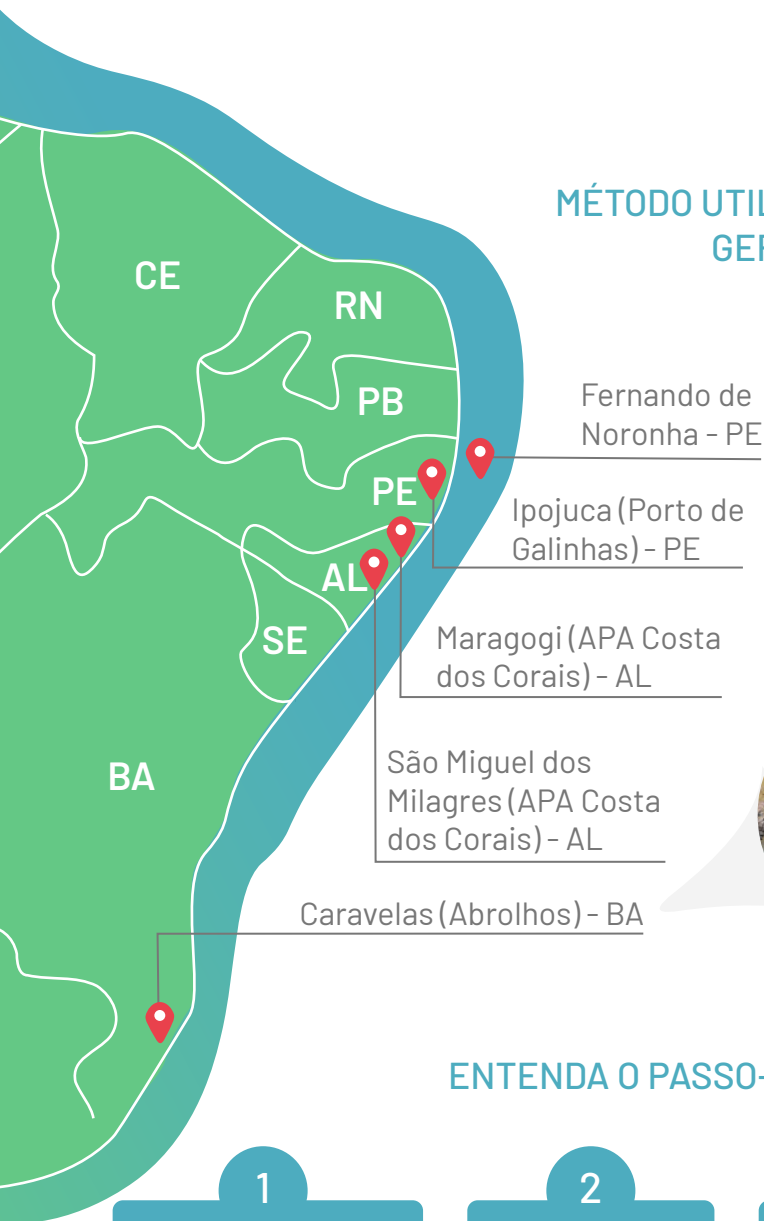 MÉTODO UTIL
GER
CE
RN
PB
PE
AL
SE
BA
Fernando de
Noronha - PE
Ipojuca (Porto de
Galinhas) - PE
Maragogi (APA Costa
dos Corais) - AL
São Miguel dos
Milagres (APA Costa
dos Corais) - AL
Caravelas (Abrolhos) - BA
ENTENDA O PASSO-
1
2